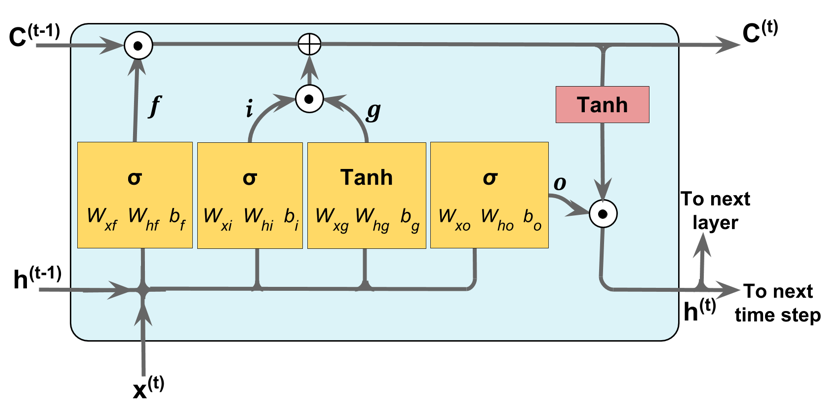 C(t-1)
C(t)
f
i
g
Tanh
σ
σ
Tanh
σ
Wxf Whf bf
Wxi Whi bi
Wxg Whg bg
Wxo Who bo
o
To next
layer
h(t-1)
h(t)
To next
time step
x(t)